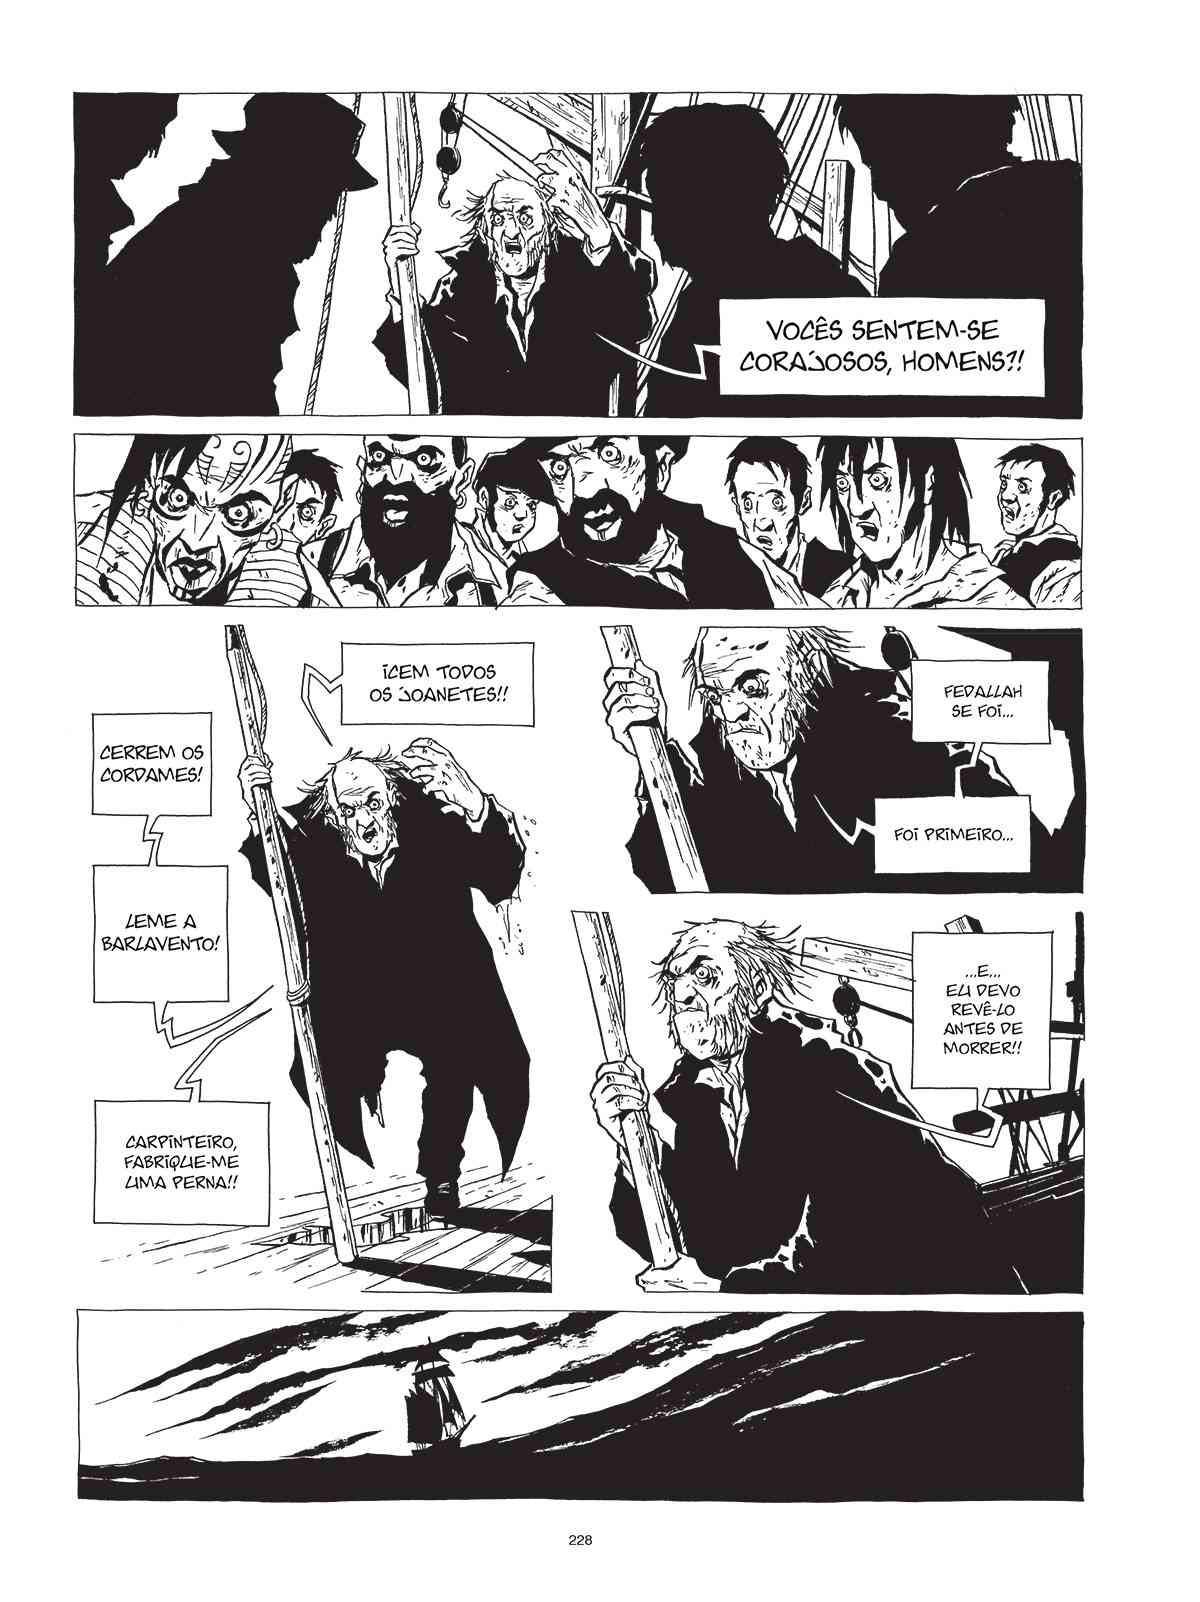 VOCÊS SENTEM-SE
CORAJOSOS, HOMENS?!
IÇEM TODOS
OS JOANETES!!
CERREM OS
CORDAMES!
LEME A
BARLAVENTO!
CARPINTEIRO,
FABRIQUE-ME
UMA PERNA!!
FEDALLAH
SE FOI...
FOI PRIMEIRO...
...E...
EU DEVO
REVÊ-LO
ANTES DE
MORRER!!
228